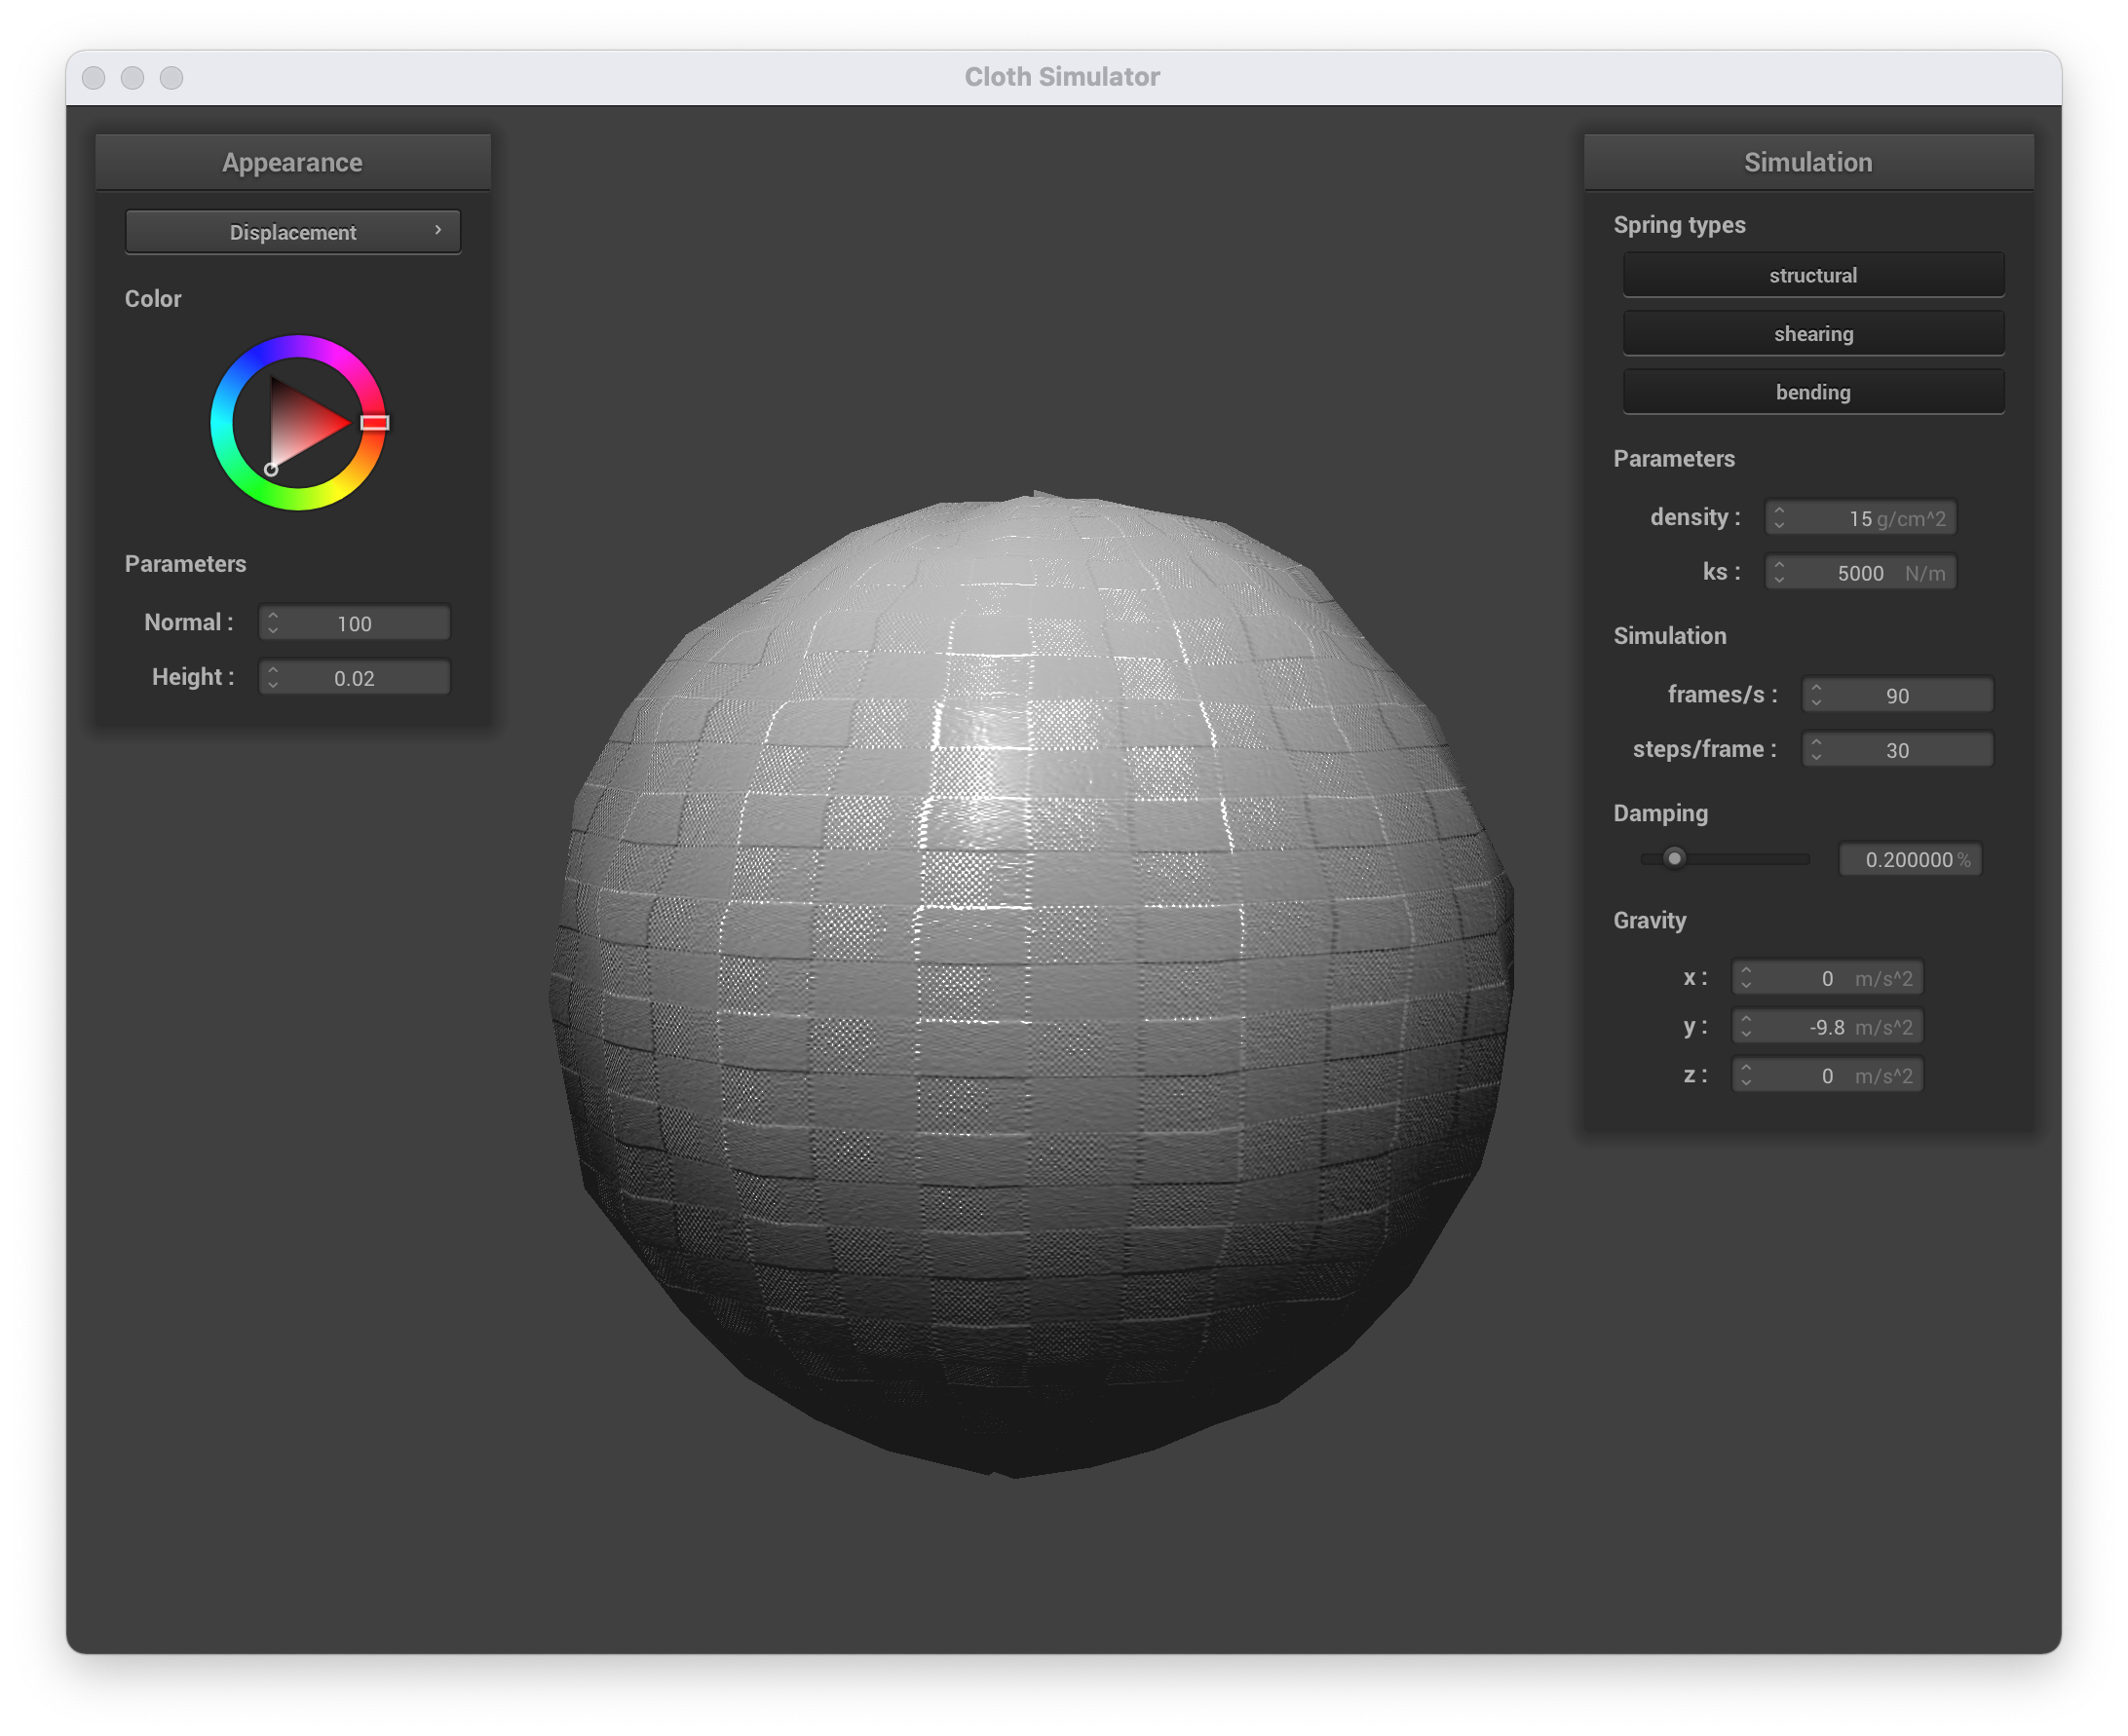 Cloth Simulator
Appearance
Displacement
Color
Parameters
Normal : 100
Height : 0.02
Simulation
Spring types
structural
shearing
bending
Parameters
density : 15 g/cm^2
ks : 5000 N/m
Simulation
frames/s : 90
steps/frame : 30
Damping
0.200000 %
Gravity
x : 0 m/s^2
y : -9.8 m/s^2
z : 0 m/s^2